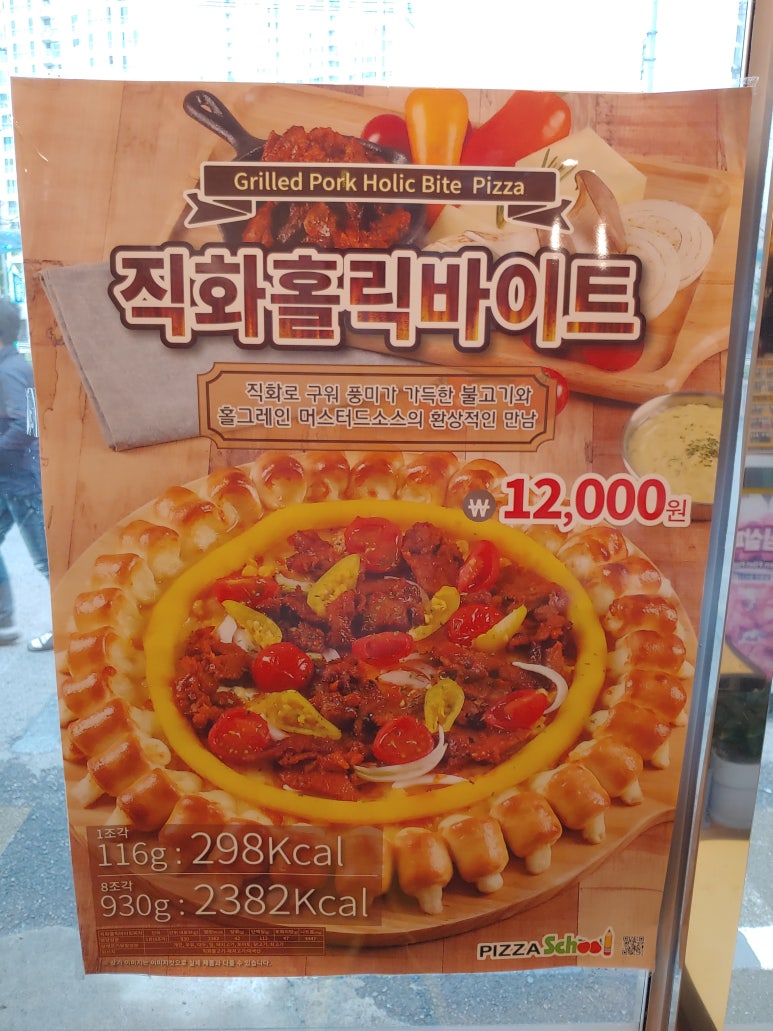 Grilled Pork Holic Bite Pizza
직화홀릭바이트
직화로 구워 풍미가 가득한 불고기와
홀그레인 머스터드소스의 환상적인 만남
₩12,000원
1조각
116g : 298Kcal
8조각
930g : 2382Kcal
PIZZA School